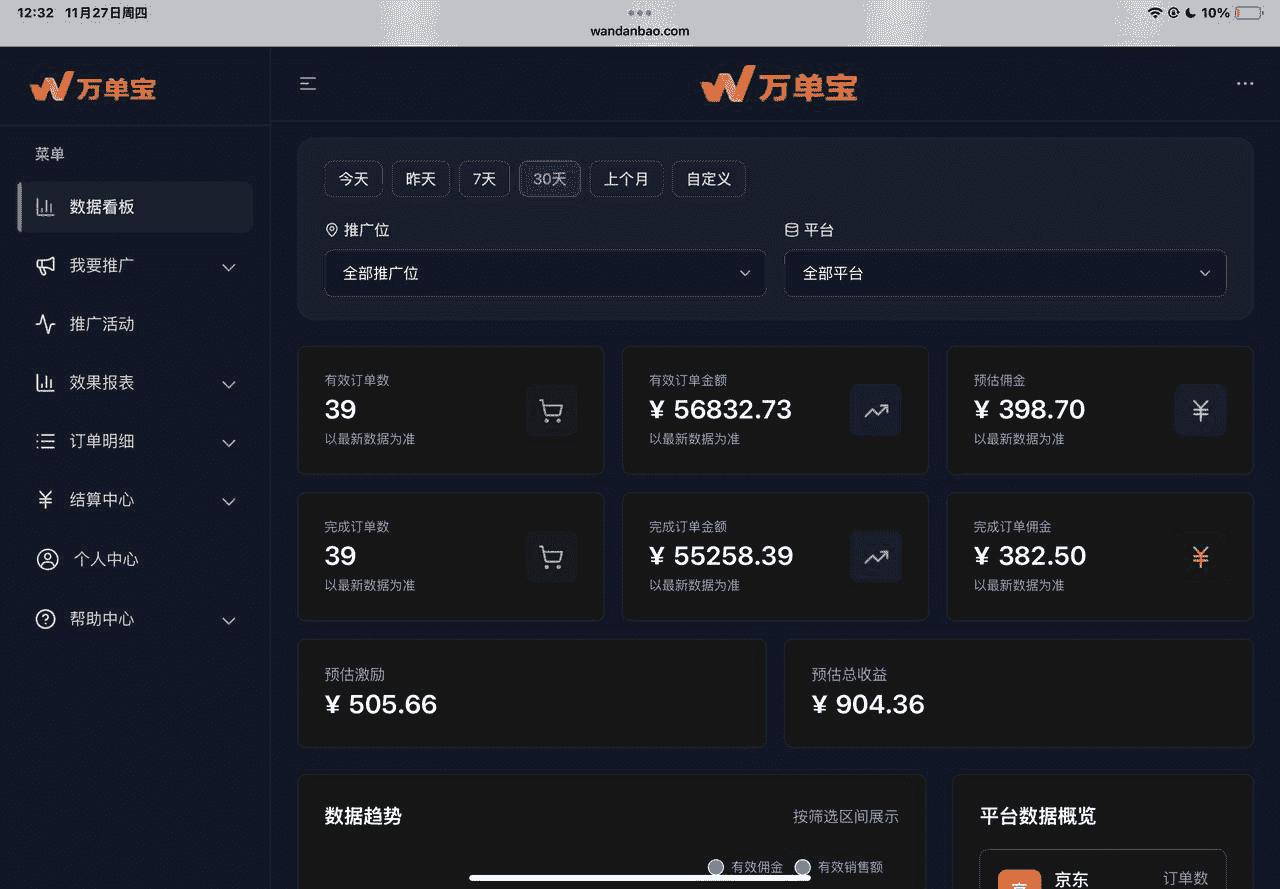 12:32 11月27日周四
wandanbao.com
10%
万单宝
万单宝
菜单
数据看板
我要推广
推广活动
效果报表
订单明细
结算中心
个人中心
帮助中心
今天 昨天 7天 30天 上个月 自定义
推广位
全部推广位
平台
全部平台
有效订单数
39
以最新数据为准
有效订单金额
¥ 56832.73
以最新数据为准
预估佣金
¥ 398.70
以最新数据为准
完成订单数
39
以最新数据为准
完成订单金额
¥ 55258.39
以最新数据为准
完成订单佣金
¥ 382.50
以最新数据为准
预估激励
¥ 505.66
预估总收益
¥ 904.36
数据趋势
按筛选区间展示
有效佣金 有效销售额
平台数据概览
京东
订单数